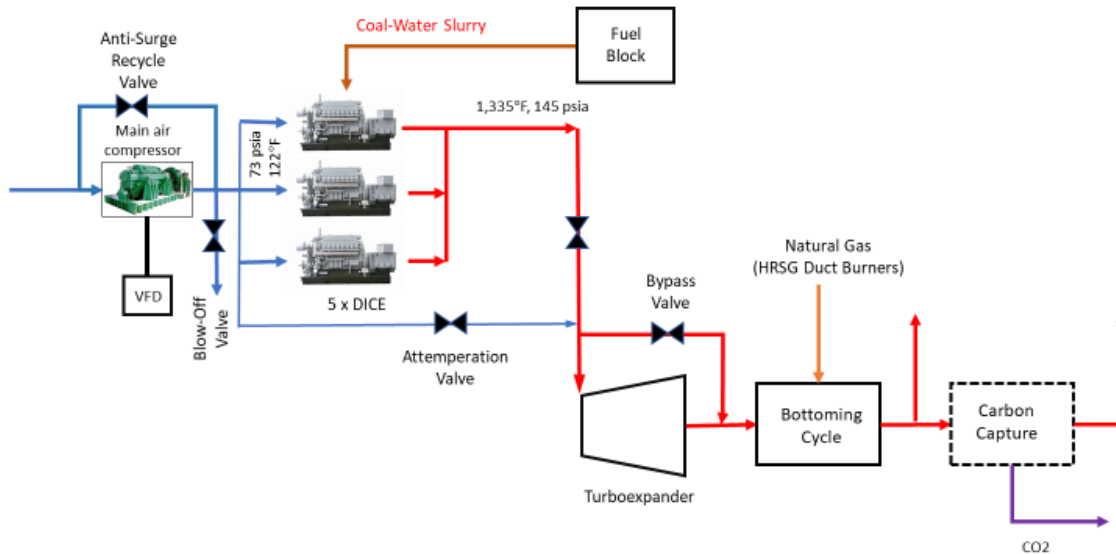 Coal-Water Slurry
Fuel
Block
Anti-Surge
Recycle
Valve
Main air
compressor
73 psia
122°F
1,335°F, 145 psia
VFD
Blow-Off
Valve
5 x DICE
Attemperation
Valve
Bypass
Valve
Natural Gas
(HRSG Duct Burners)
Turboexpander
Bottoming
Cycle
Carbon
Capture
CO2